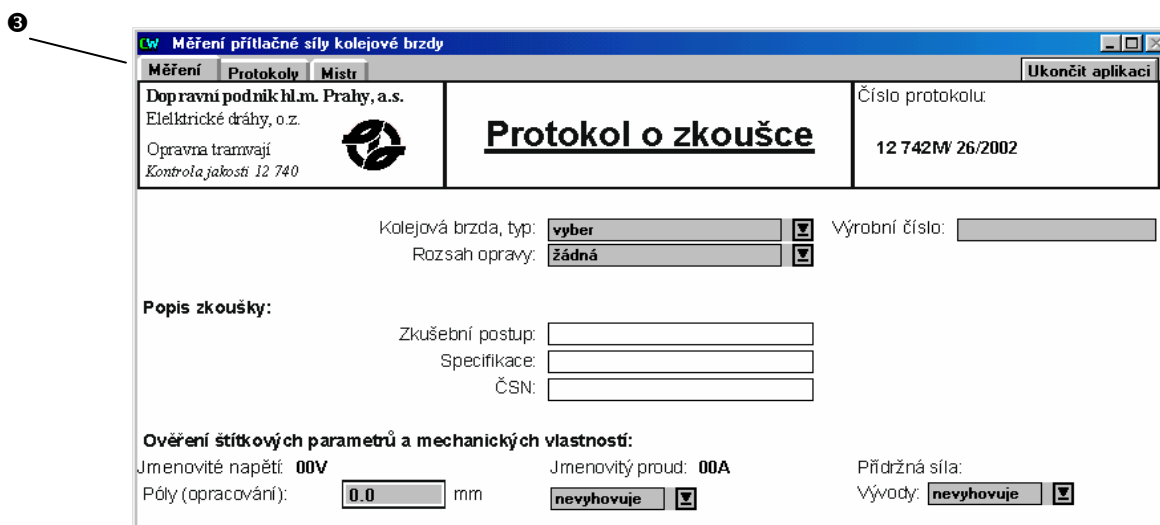 ❸
CW Měření přítlačné síly kolejové brzdy
Měření Protokoly Mistr Ukončit aplikaci
Dopravní podnik hl.m. Prahy, a.s.
Elelktrické dráhy, o.z.
Opravna tramvají
Kontrola jakosti 12 740
Protokol o zkoušce
Číslo protokolu:
12 742M/ 26/2002
Kolejová brzda, typ: vyber Výrobní číslo:
Rozsah opravy: žádná
Popis zkoušky:
Zkušební postup:
Specifikace:
ČSN:
Ověření štítkových parametrů a mechanických vlastností:
Jmenovité napětí: 00V Jmenovitý proud: 00A Přídržná síla:
Póly (opracování): 0.0 mm nevyhovuje Vývody: nevyhovuje